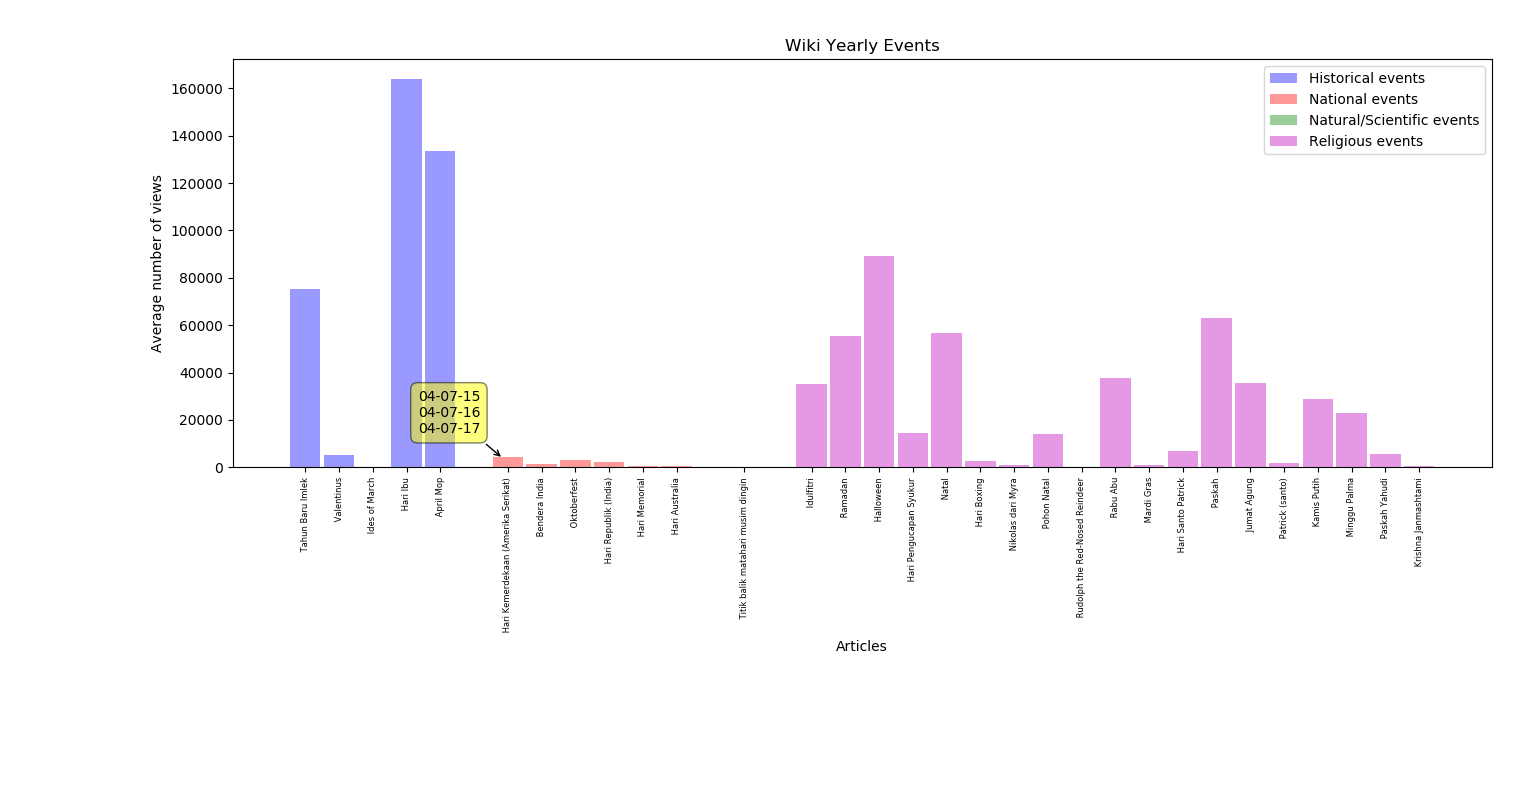 Wiki Yearly Events
Historical events
National events
Natural/Scientific events
Religious events
Average number of views
160000
140000
120000
100000
80000
60000
40000
20000
0
04-07-15
04-07-16
04-07-17
Tahun Baru Imlek
Valentinus
Ides of March
Hari Ibu
April Mop
Hari Kemerdekaan (Amerika Serikat)
Bendera India
Oktoberfest
Hari Republik (India)
Hari Memorial
Hari Australia
Titik balik matahari musim dingin
Idulfitri
Ramadan
Halloween
Hari Pengucapan Syukur
Natal
Hari Boxing
Nikolas dari Myra
Pohon Natal
Rudolph the Red-Nosed Reindeer
Rabu Abu
Mardi Gras
Hari Santo Patrick
Paskah
Jumat Agung
Patrick (santo)
Kamis Putih
Minggu Palma
Paskah Yahudi
Krishna Janmashtami
Articles